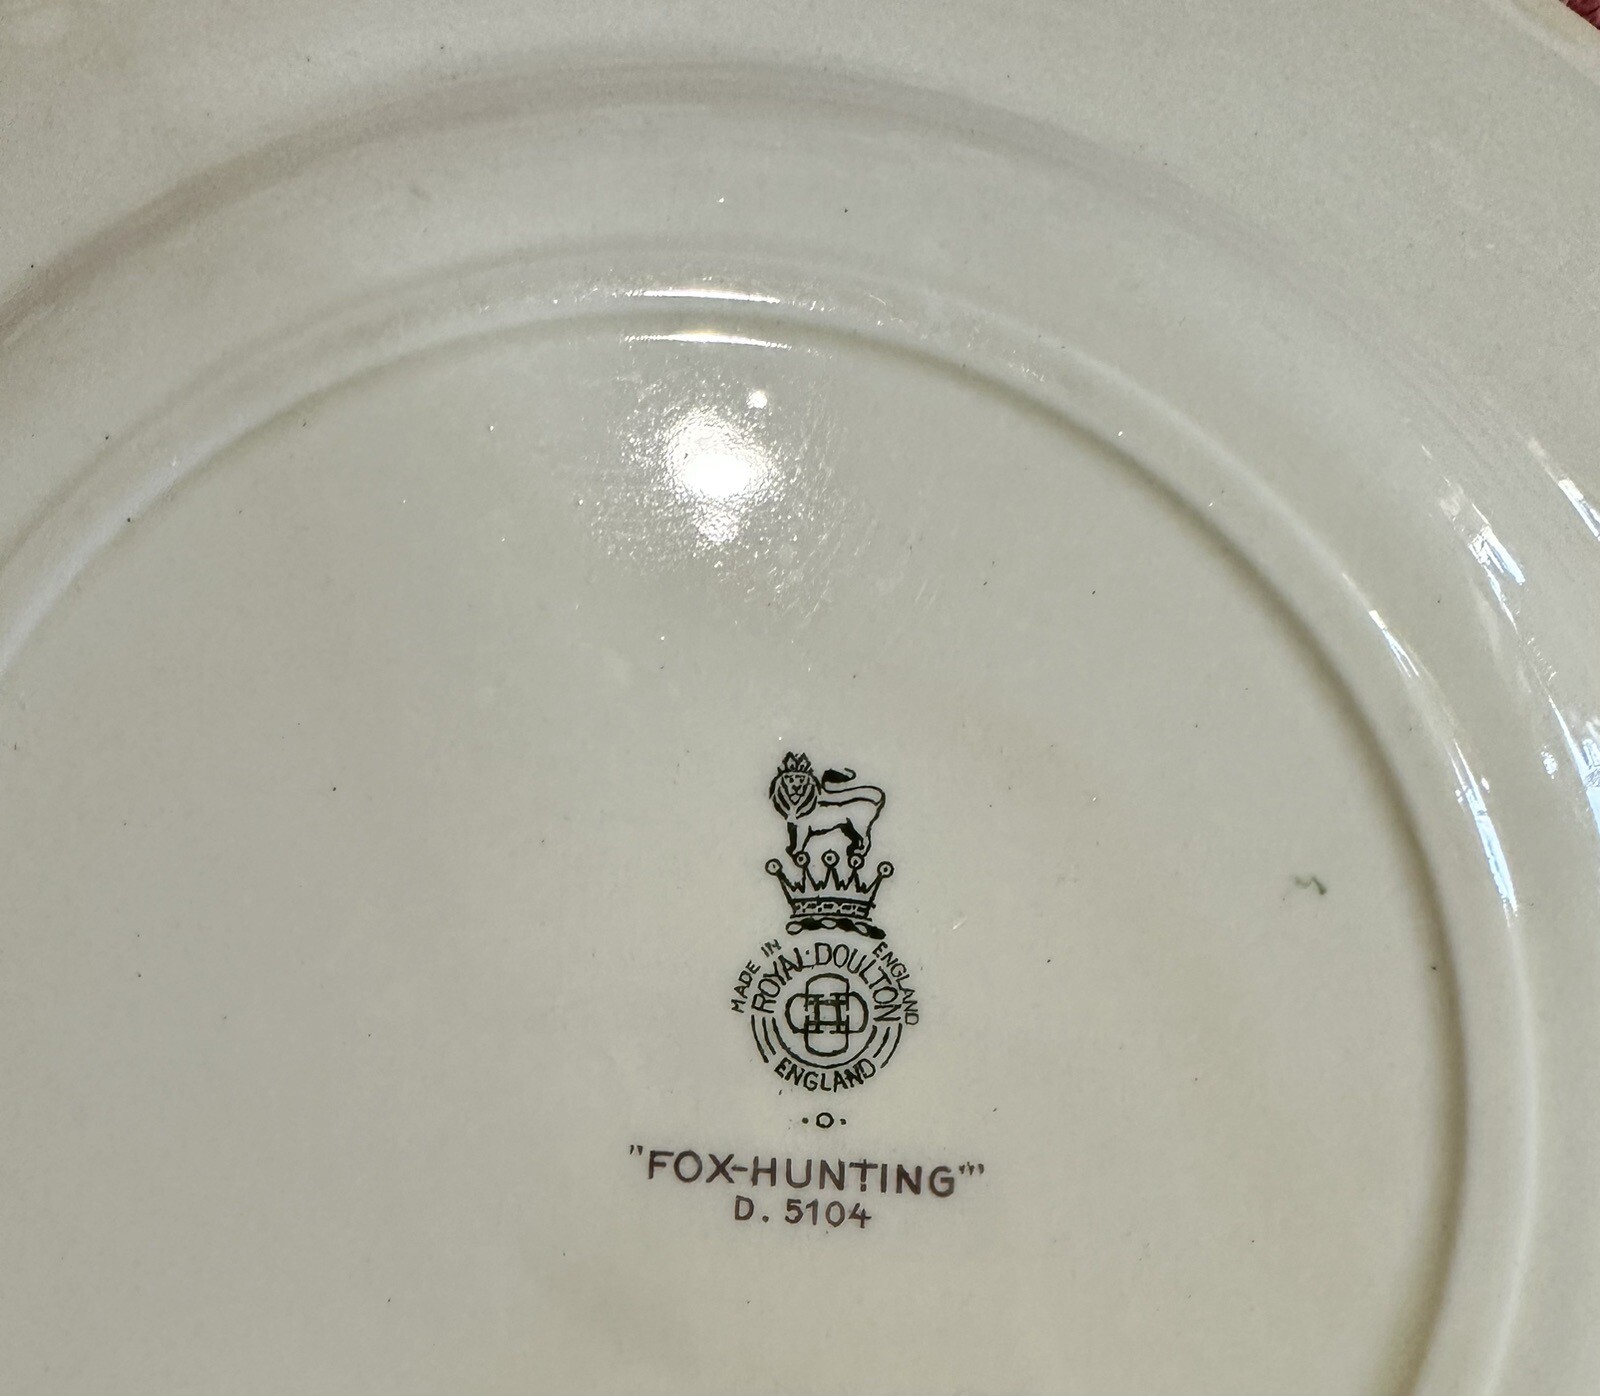 MADE IN ENGLAND
ROYAL·DOULTON
ENGLAND
·O·
"FOX-HUNTING"
D. 5104